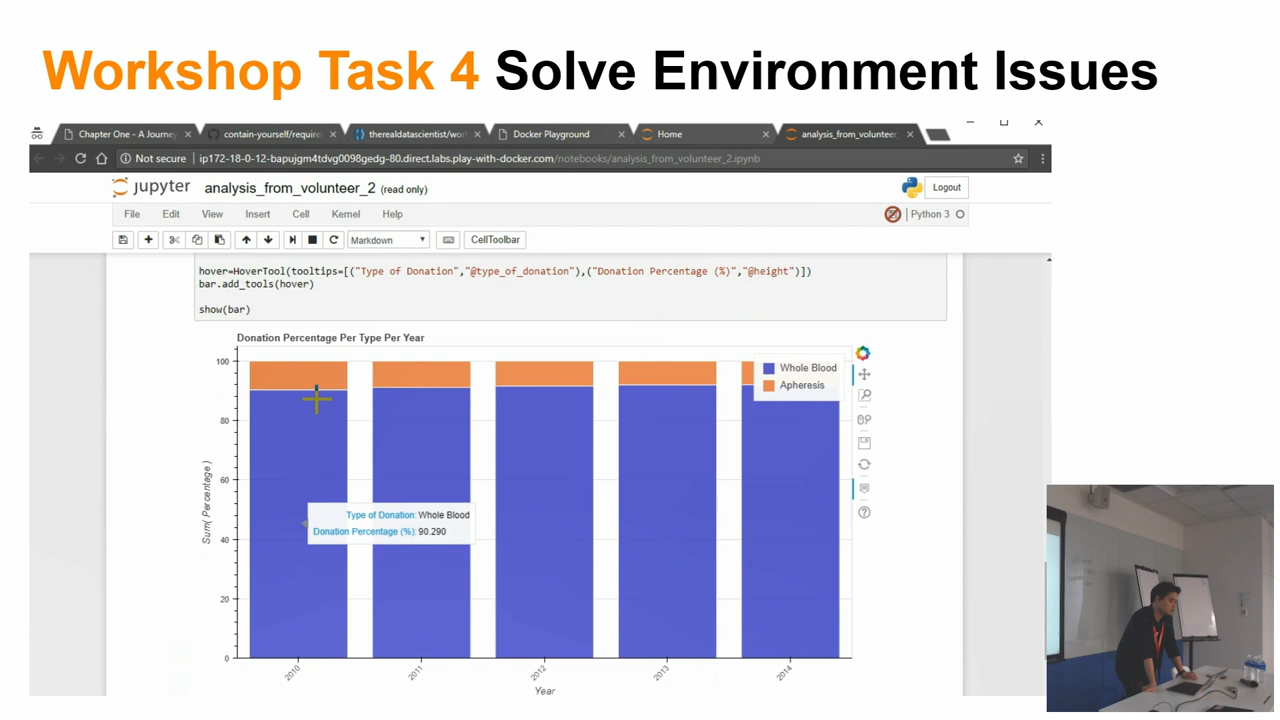 Workshop Task 4 Solve Environment Issues
Chapter One - A Journey
contain-yourself/require
therealdatascientist/wor
Docker Playground
Home
analysis_from_volunteer_
Not secure
ip172-18-0-12-bapujgm4tdvg0098gedg-80.direct.labs.play-with-docker.com/notebooks/analysis_from_volunteer_2.ipynb
jupyter analysis_from_volunteer_2 (read only)
Logout
File Edit View Insert Cell Kernel Help
Python 3
Markdown
CellToolbar
hover=HoverTool(tooltips=[("Type of Donation","@type_of_donation"),("Donation Percentage (%)","@height")])
bar.add_tools(hover)
show(bar)
Donation Percentage Per Type Per Year
100
80
60
40
20
0
Sum( Percentage)
Whole Blood
Apheresis
Type of Donation: Whole Blood
Donation Percentage (%): 90.290
2010 2011 2012 2013 2014
Year